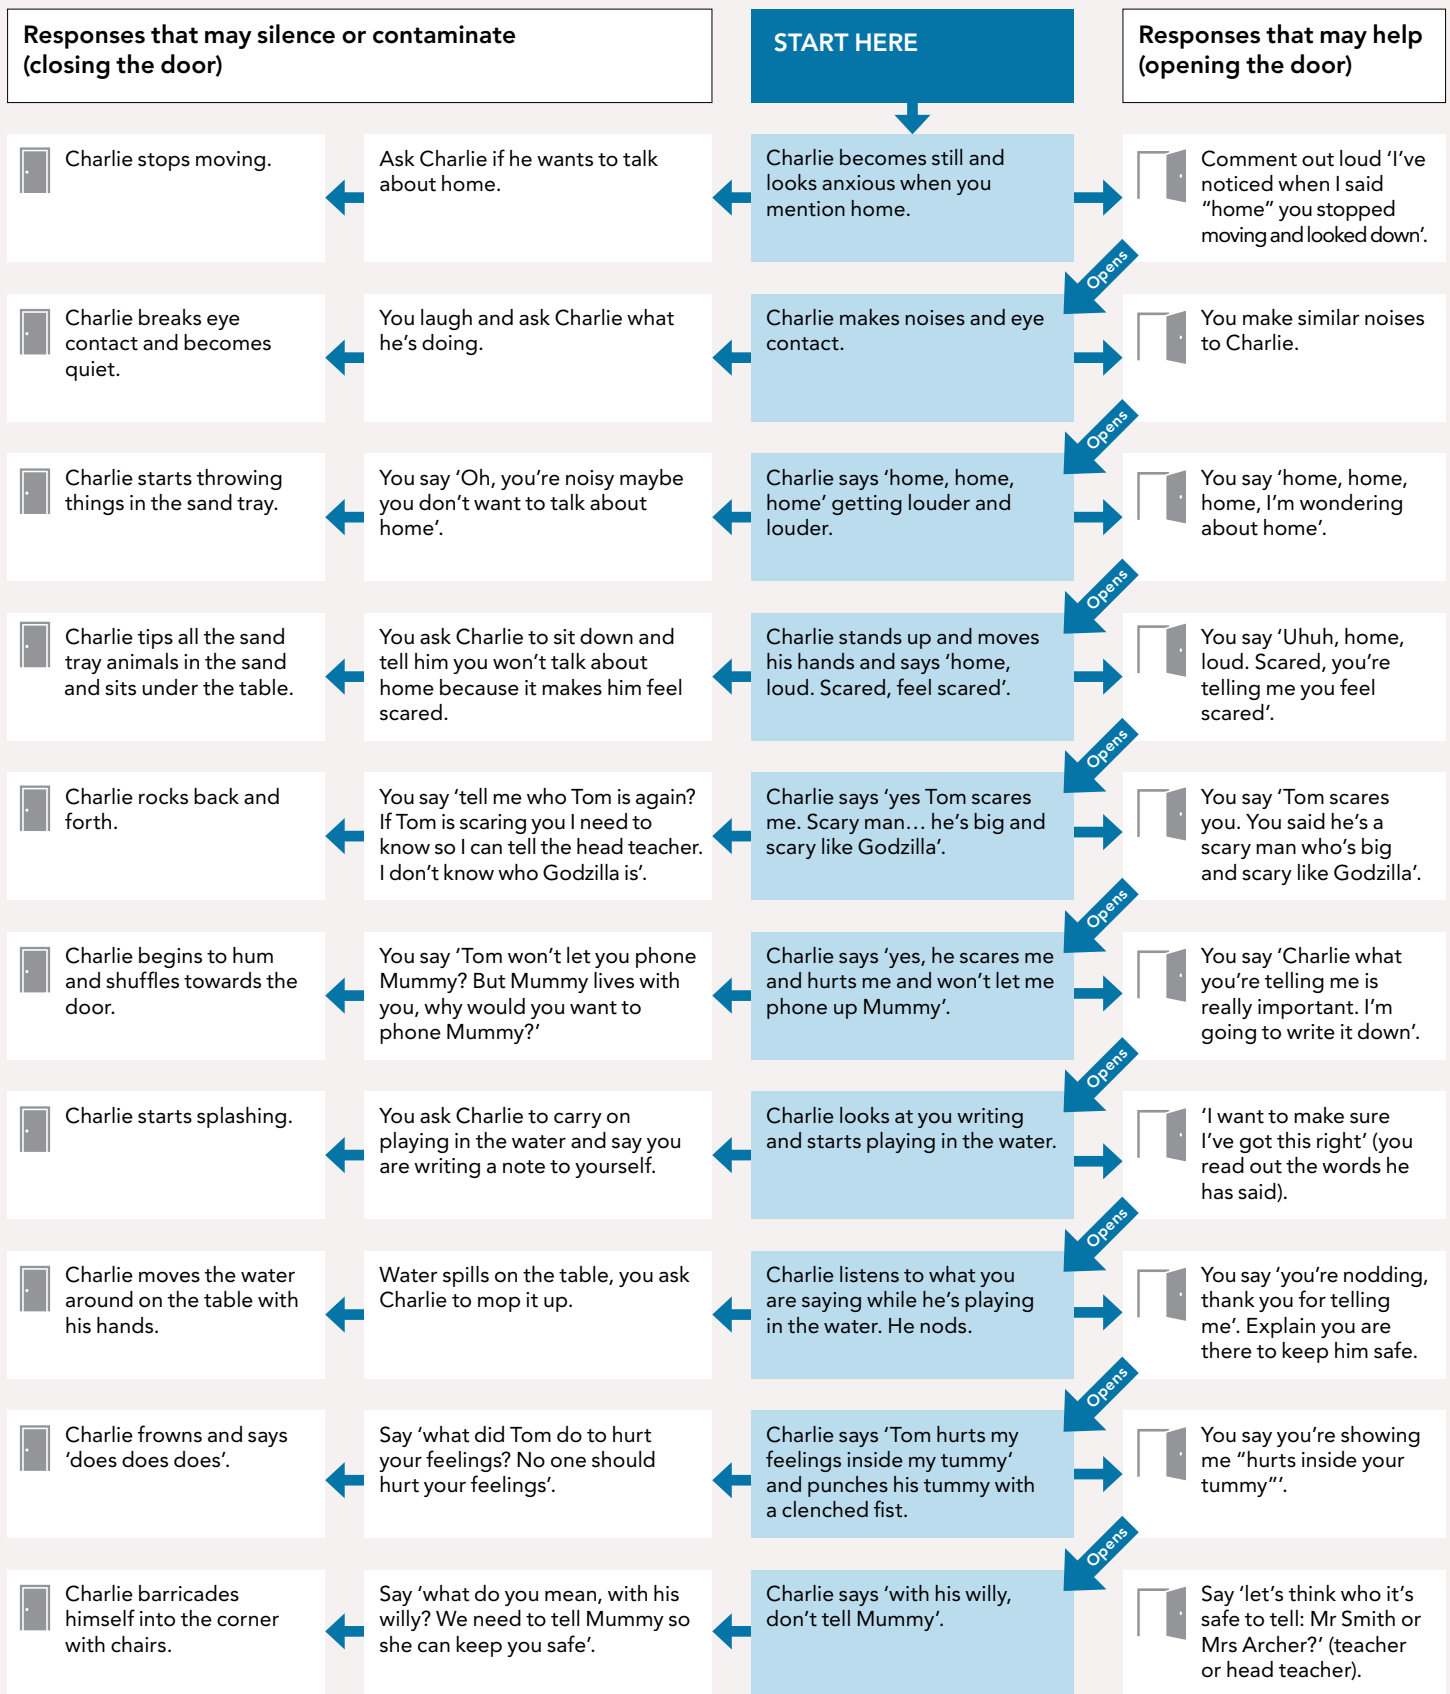 Responses that may silence or contaminate
(closing the door)
START HERE
Responses that may help
(opening the door)
Charlie stops moving.
Ask Charlie if he wants to talk
about home.
Charlie becomes still and
looks anxious when you
mention home.
Comment out loud ‘I’ve
noticed when I said
“home” you stopped
moving and looked down’.
Opens
Charlie breaks eye
contact and becomes
quiet.
You laugh and ask Charlie what
he’s doing.
Charlie makes noises and eye
contact.
You make similar noises
to Charlie.
Opens
Charlie starts throwing
things in the sand tray.
You say ‘Oh, you’re noisy maybe
you don’t want to talk about
home’.
Charlie says ‘home, home,
home’ getting louder and
louder.
You say ‘home, home,
home, I’m wondering
about home’.
Opens
Charlie tips all the sand
tray animals in the sand
and sits under the table.
You ask Charlie to sit down and
tell him you won’t talk about
home because it makes him feel
scared.
Charlie stands up and moves
his hands and says ‘home,
loud. Scared, feel scared’.
You say ‘Uhuh, home,
loud. Scared, you’re
telling me you feel
scared’.
Opens
Charlie rocks back and
forth.
You say ‘tell me who Tom is again?
If Tom is scaring you I need to
know so I can tell the head teacher.
I don’t know who Godzilla is’.
Charlie says ‘yes Tom scares
me. Scary man… he’s big and
scary like Godzilla’.
You say ‘Tom scares
you. You said he’s a
scary man who’s big
and scary like Godzilla’.
Opens
Charlie begins to hum
and shuffles towards the
door.
You say ‘Tom won’t let you phone
Mummy? But Mummy lives with
you, why would you want to
phone Mummy?’
Charlie says ‘yes, he scares me
and hurts me and won’t let me
phone up Mummy’.
You say ‘Charlie what
you’re telling me is
really important. I’m
going to write it down’.
Opens
Charlie starts splashing.
You ask Charlie to carry on
playing in the water and say you
are writing a note to yourself.
Charlie looks at you writing
and starts playing in the water.
‘I want to make sure
I’ve got this right’ (you
read out the words he
has said).
Opens
Charlie moves the water
around on the table with
his hands.
Water spills on the table, you ask
Charlie to mop it up.
Charlie listens to what you
are saying while he’s playing
in the water. He nods.
You say ‘you’re nodding,
thank you for telling
me’. Explain you are
there to keep him safe.
Opens
Charlie frowns and says
‘does does does’.
Say ‘what did Tom do to hurt
your feelings? No one should
hurt your feelings’.
Charlie says ‘Tom hurts my
feelings inside my tummy’
and punches his tummy with
a clenched fist.
You say you’re showing
me “hurts inside your
tummy”’.
Opens
Charlie barricades
himself into the corner
with chairs.
Say ‘what do you mean, with his
willy? We need to tell Mummy so
she can keep you safe’.
Charlie says ‘with his willy,
don’t tell Mummy’.
Say ‘let’s think who it’s
safe to tell: Mr Smith or
Mrs Archer?’ (teacher
or head teacher).